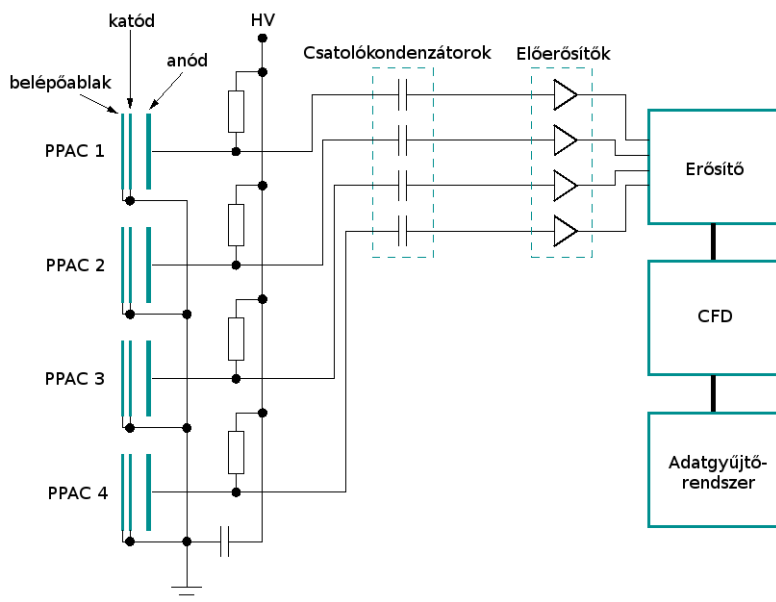 katód
HV
anód
Csatolókondenzátorok
Előerősítők
belépőablak
PPAC 1
Erősítő
PPAC 2
CFD
PPAC 3
Adatgyűjtő-
rendszer
PPAC 4